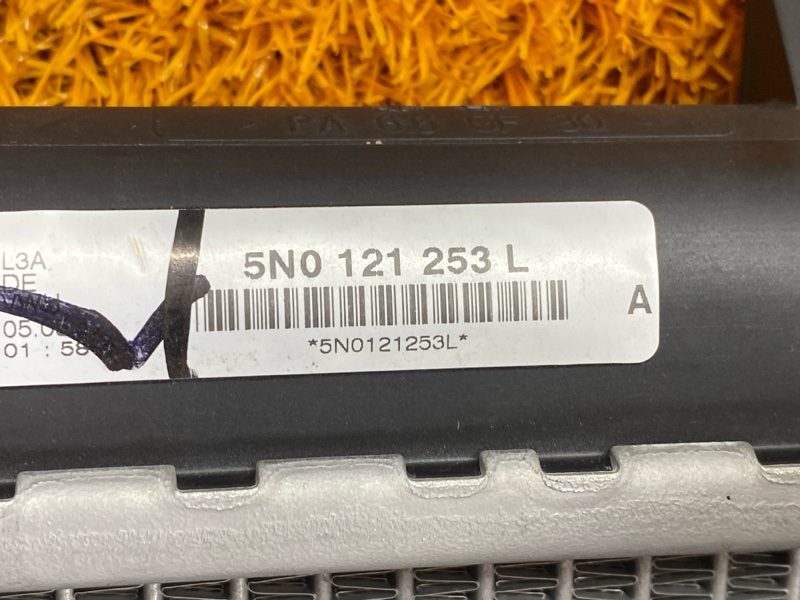 PA 66 GF 30
5N0 121 253 L
L3A
DE
A
05.0
*5N0121253L*
01 : 58